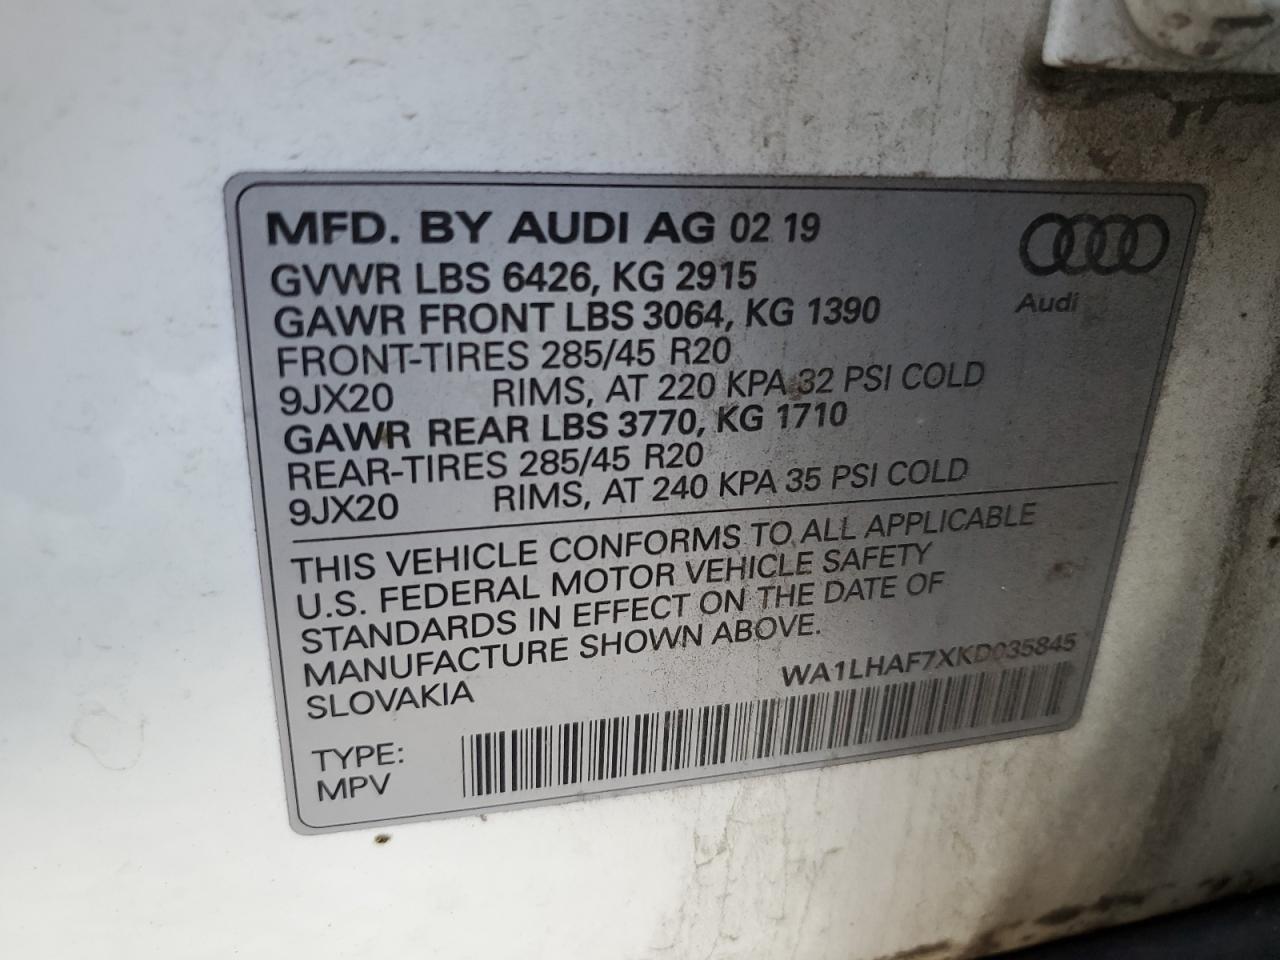 MFD. BY AUDI AG 02 19
GVWR LBS 6426, KG 2915
GAWR FRONT LBS 3064, KG 1390
FRONT-TIRES 285/45 R20
9JX20 RIMS, AT 220 KPA 32 PSI COLD
GAWR REAR LBS 3770, KG 1710
REAR-TIRES 285/45 R20
9JX20 RIMS, AT 240 KPA 35 PSI COLD
Audi
THIS VEHICLE CONFORMS TO ALL APPLICABLE
U.S. FEDERAL MOTOR VEHICLE SAFETY
STANDARDS IN EFFECT ON THE DATE OF
MANUFACTURE SHOWN ABOVE.
SLOVAKIA
WA1LHAF7XKD035845
TYPE:
MPV